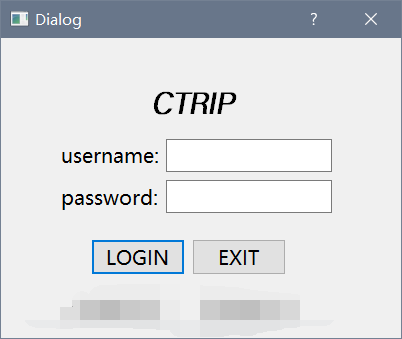 Dialog
?
CTRIP
username:
password:
LOGIN EXIT